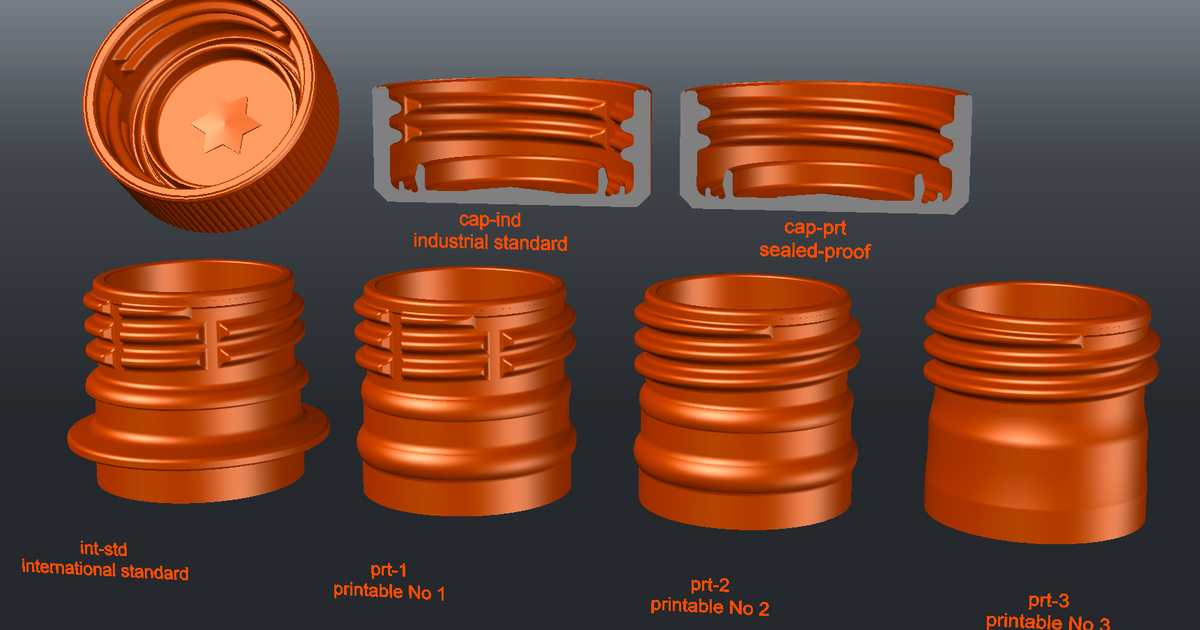 cap-ind
industrial standard
cap-prt
sealed-proof
int-std
international standard
prt-1
printable No 1
prt-2
printable No 2
prt-3
printable No 3